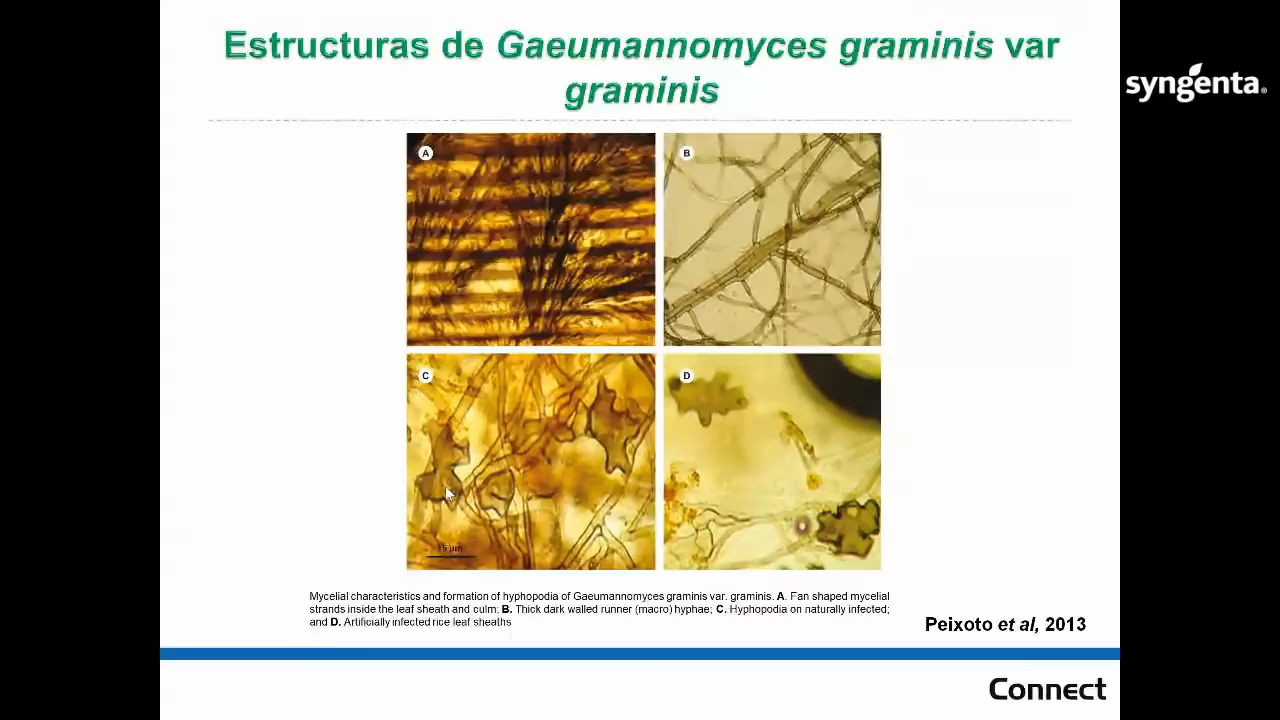 Estructuras de Gaeumannomyces graminis var
graminis
syngenta®
A
B
C
D
15 µm
Mycelial characteristics and formation of hyphopodia of Gaeumannomyces graminis var. graminis. A. Fan shaped mycelial
strands inside the leaf sheath and culm; B. Thick dark walled runner (macro) hyphae; C. Hyphopodia on naturally infected;
and D. Artificially infected rice leaf sheaths
Peixoto et al, 2013
Connect